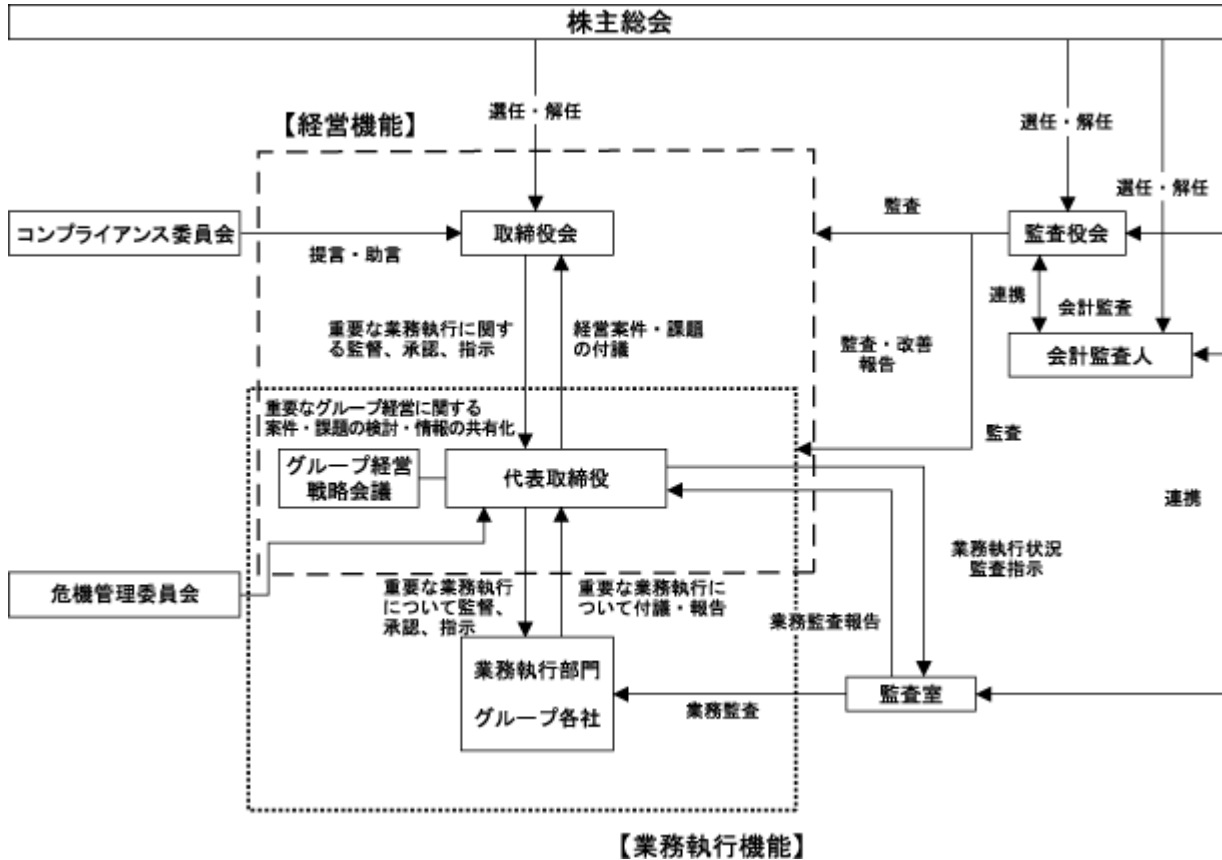 株主総会
選任・解任
【経営機能】
選任・解任
選任・解任
コンプライアンス委員会
取締役会
監査
監査役会
提言・助言
連携
会計監査
重要な業務執行に関す
る監督、承認、指示
経営案件・課題
の付議
監査・改善
報告
会計監査人
重要なグループ経営に関する
案件・課題の検討・情報の共有化
監査
グループ経営
戦略会議
代表取締役
連携
業務執行状況
監査指示
危機管理委員会
重要な業務執行
について監督、
承認、指示
重要な業務執行に
ついて付議・報告
業務監査報告
業務執行部門
グループ各社
業務監査
監査室
【業務執行機能】